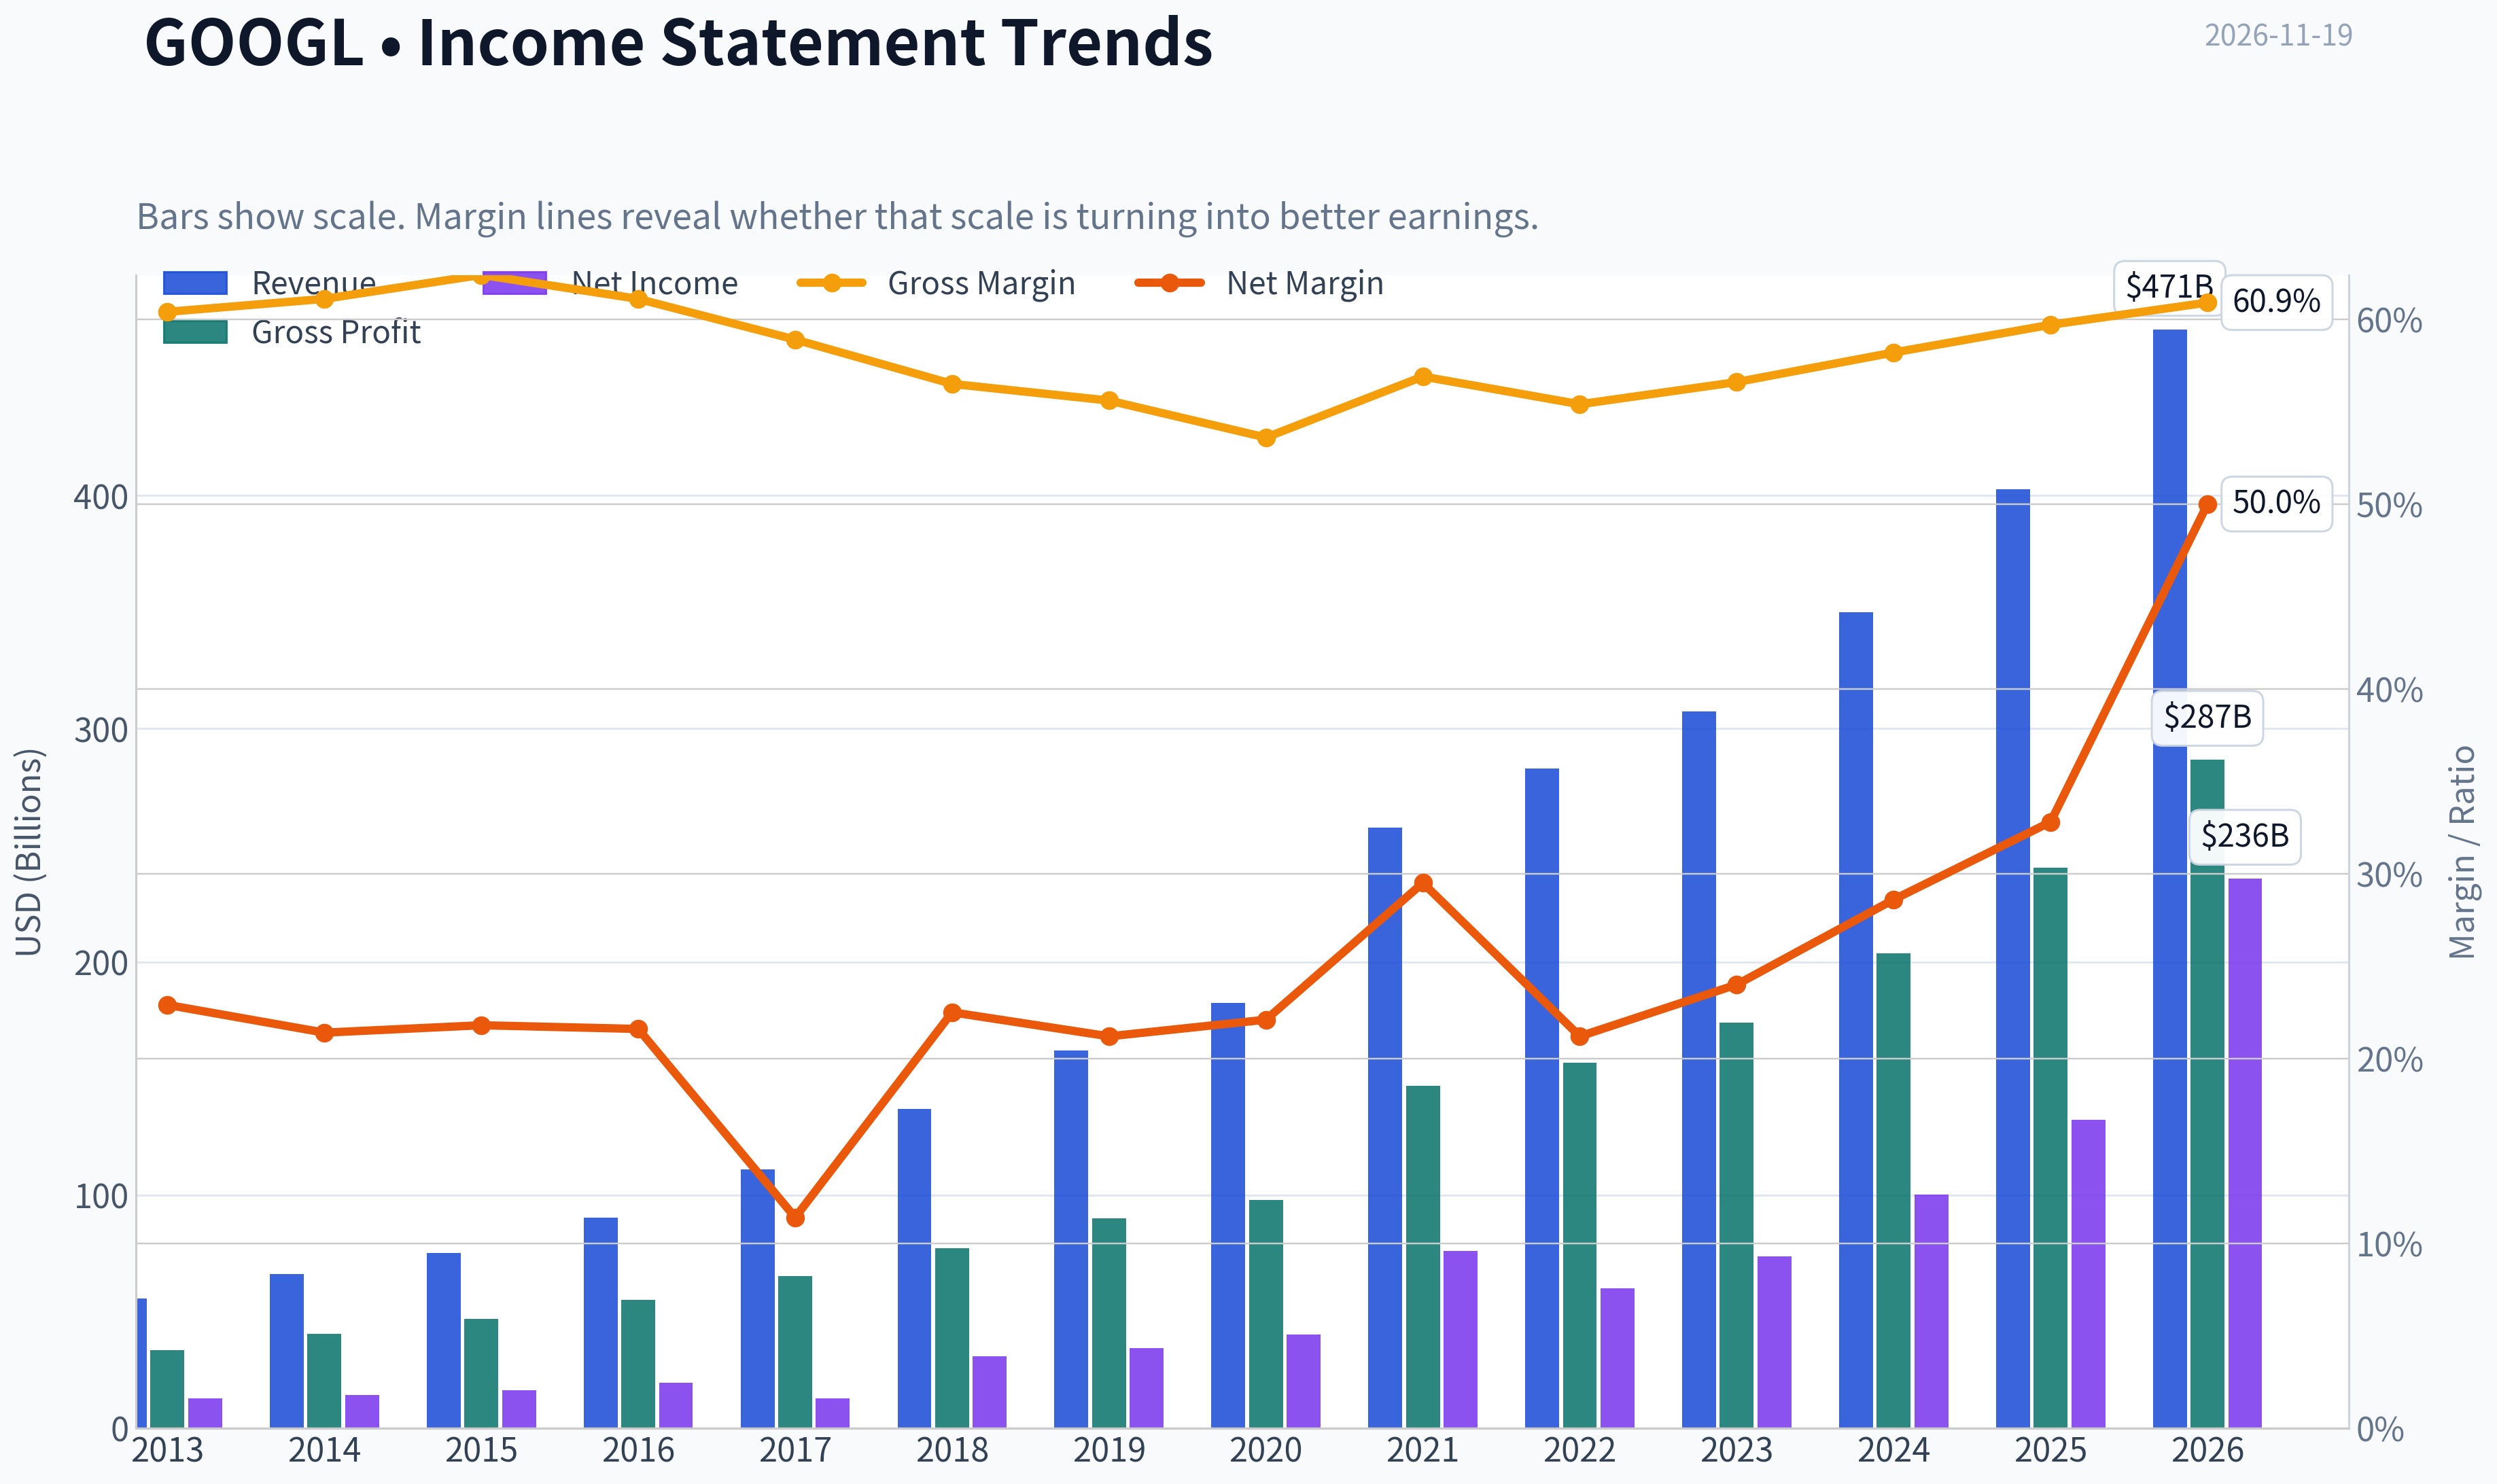 GOOGL • Income Statement Trends
2026-11-19
Bars show scale. Margin lines reveal whether that scale is turning into better earnings.
Revenue
Net Income
Gross Margin
Net Margin
Gross Profit
$471B
60.9%
50.0%
$287B
$236B
USD (Billions)
400
300
200
100
0
Margin / Ratio
60%
50%
40%
30%
20%
10%
0%
2013 2014 2015 2016 2017 2018 2019 2020 2021 2022 2023 2024 2025 2026